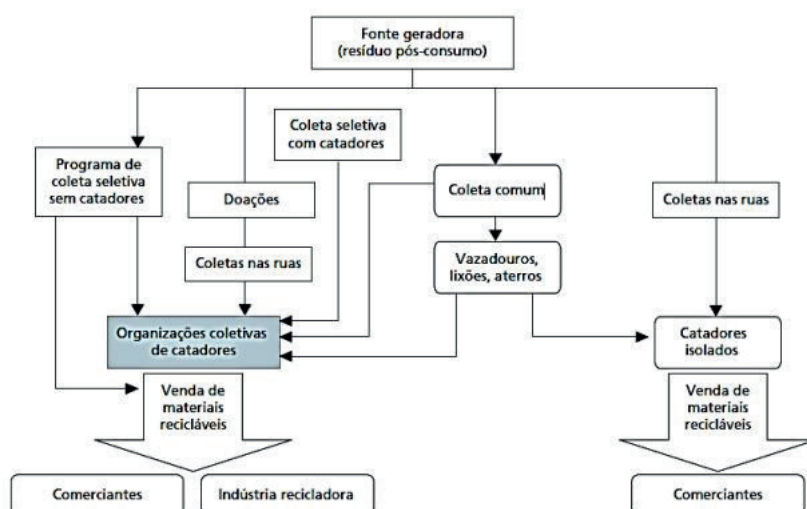 Fonte geradora
(resíduo pós-consumo)
Coleta seletiva
com catadores
Programa de
coleta seletiva
sem catadores
Doações
Coleta comum
Coletas nas ruas
Coletas nas ruas
Vazadouros,
lixões, aterros
Organizações coletivas
de catadores
Catadores
isolados
Venda de
materiais
recicláveis
Venda de
materiais
recicláveis
Comerciantes
Indústria recicladora
Comerciantes